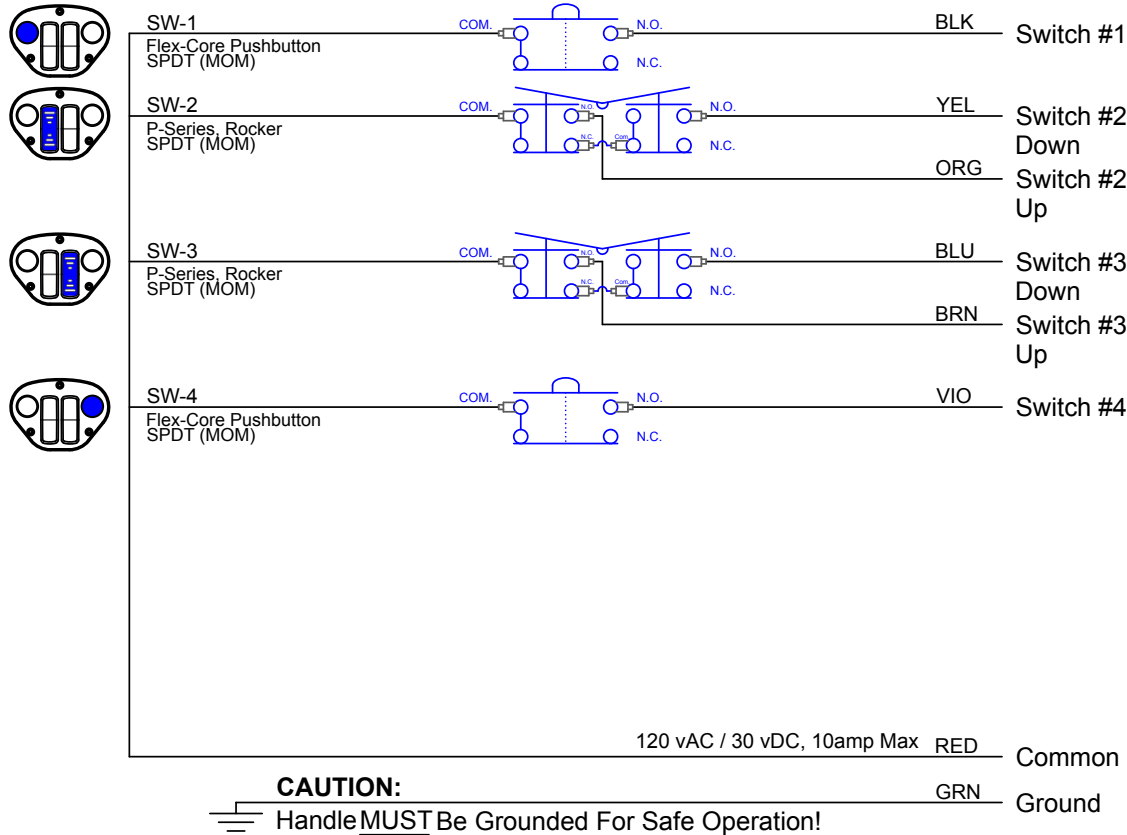 SW-1 COM. N.O. BLK Switch #1
Flex-Core Pushbutton
SPDT (MOM) N.C.
SW-2 COM. N.O. N.O. YEL Switch #2
P-Series, Rocker Down
SPDT (MOM) N.C. Com. N.C.
ORG Switch #2
Up
SW-3 COM. N.O. N.O. BLU Switch #3
P-Series, Rocker Down
SPDT (MOM) N.C. Com. N.C.
BRN Switch #3
Up
SW-4 COM. N.O. VIO Switch #4
Flex-Core Pushbutton
SPDT (MOM) N.C.
120 vAC / 30 vDC, 10amp Max RED Common
CAUTION: GRN Ground
Handle MUST Be Grounded For Safe Operation!